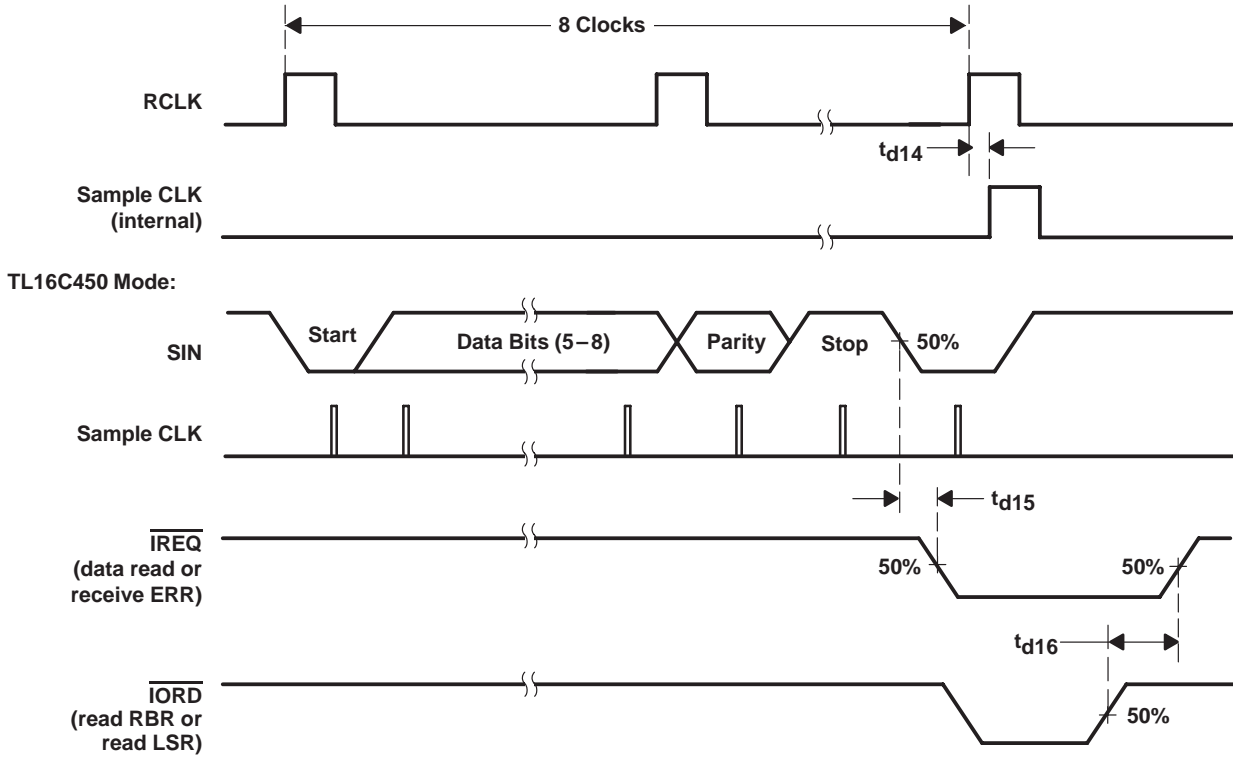 8 Clocks
RCLK
td14
Sample CLK
(internal)
TL16C450 Mode:
SIN
Start
Data Bits (5–8)
Parity
Stop
50%
Sample CLK
td15
IREQ
(data read or
receive ERR)
50%
50%
td16
IORD
(read RBR or
read LSR)
50%